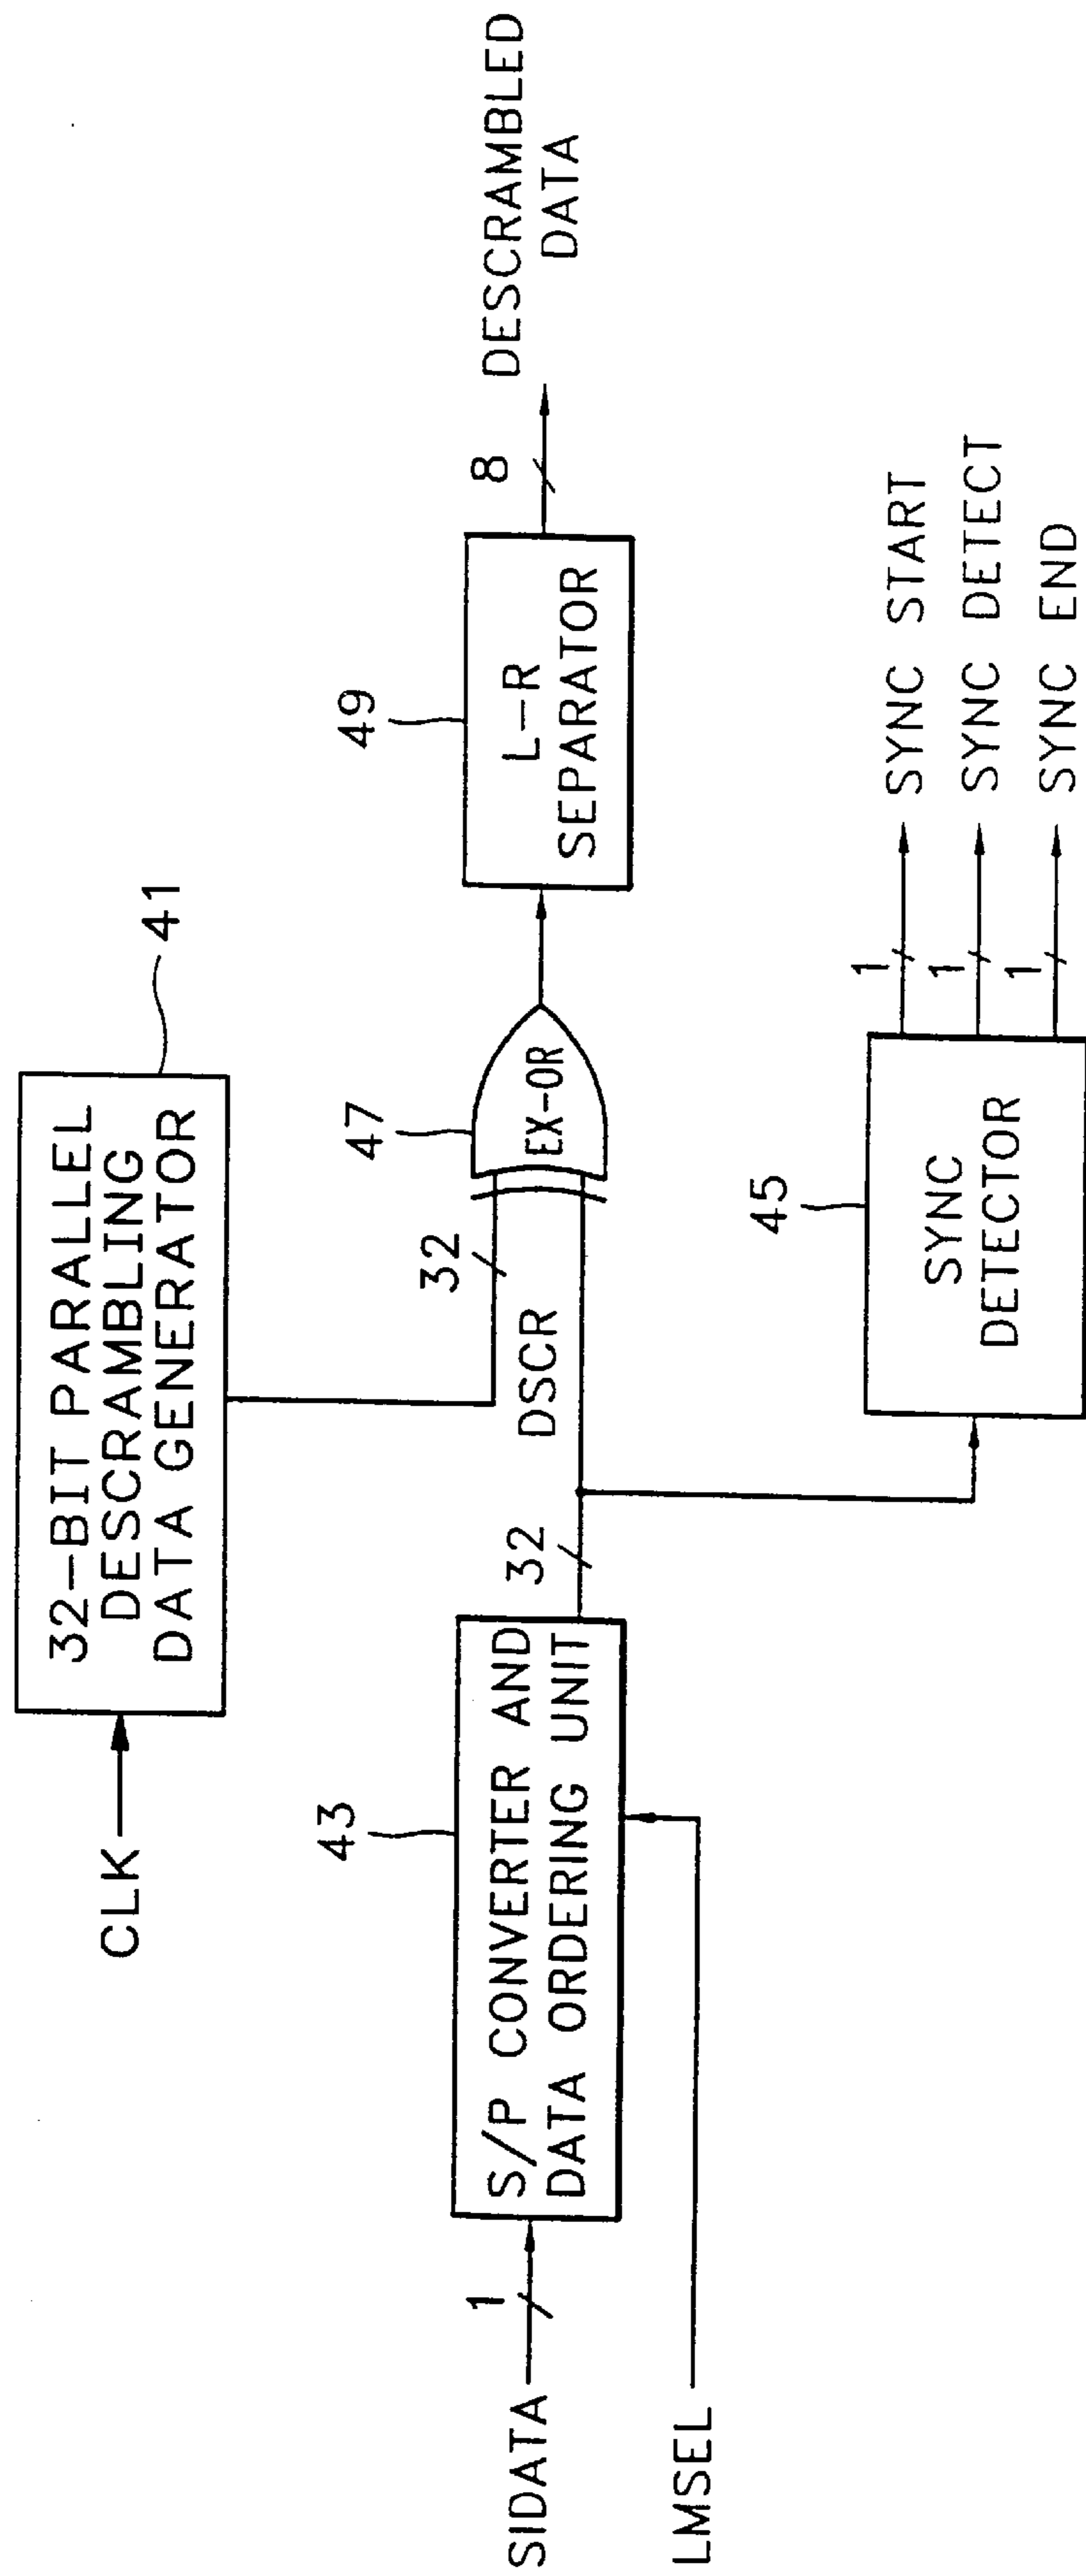 32-BIT PARALLEL
DESCRAMBLING
DATA GENERATOR
41
CLK
43
S/P CONVERTER AND
DATA ORDERING UNIT
SIDATA
1
LMSEL
32
DSCR
32
47
EX-OR
49
L-R
SEPARATOR
8
DESCRAMBLED
DATA
45
SYNC
DETECTOR
1
SYNC START
1
SYNC DETECT
1
SYNC END